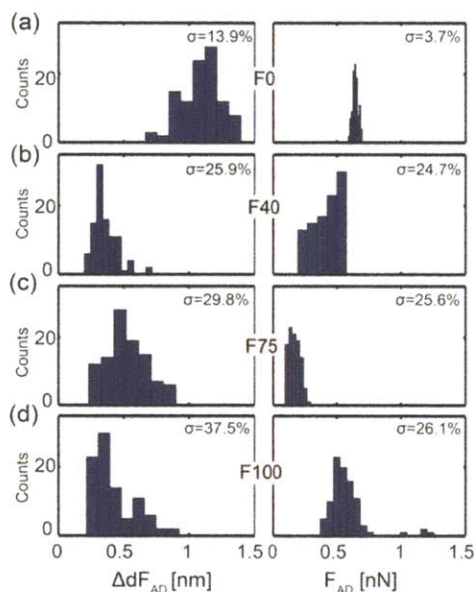 (a)
σ=13.9%
σ=3.7%
F0
Counts
20
0
(b)
σ=25.9%
σ=24.7%
F40
Counts
20
0
(c)
σ=29.8%
σ=25.6%
F75
Counts
20
0
(d)
σ=37.5%
σ=26.1%
F100
Counts
20
0
0 0.5 1 1.5 0 0.5 1 1.5
ΔdF_AD [nm] F_AD [nN]